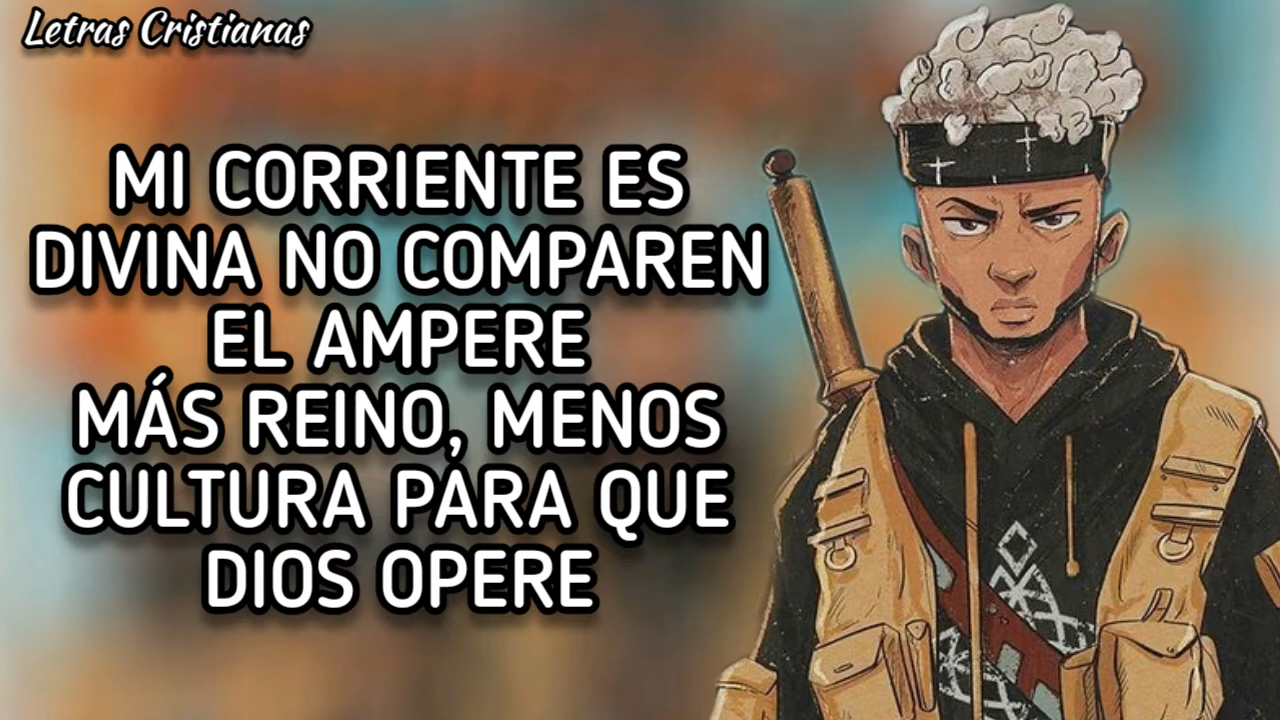 Letras Cristianas
MI CORRIENTE ES
DIVINA NO COMPAREN
EL AMPERE
MÁS REINO, MENOS
CULTURA PARA QUE
DIOS OPERE